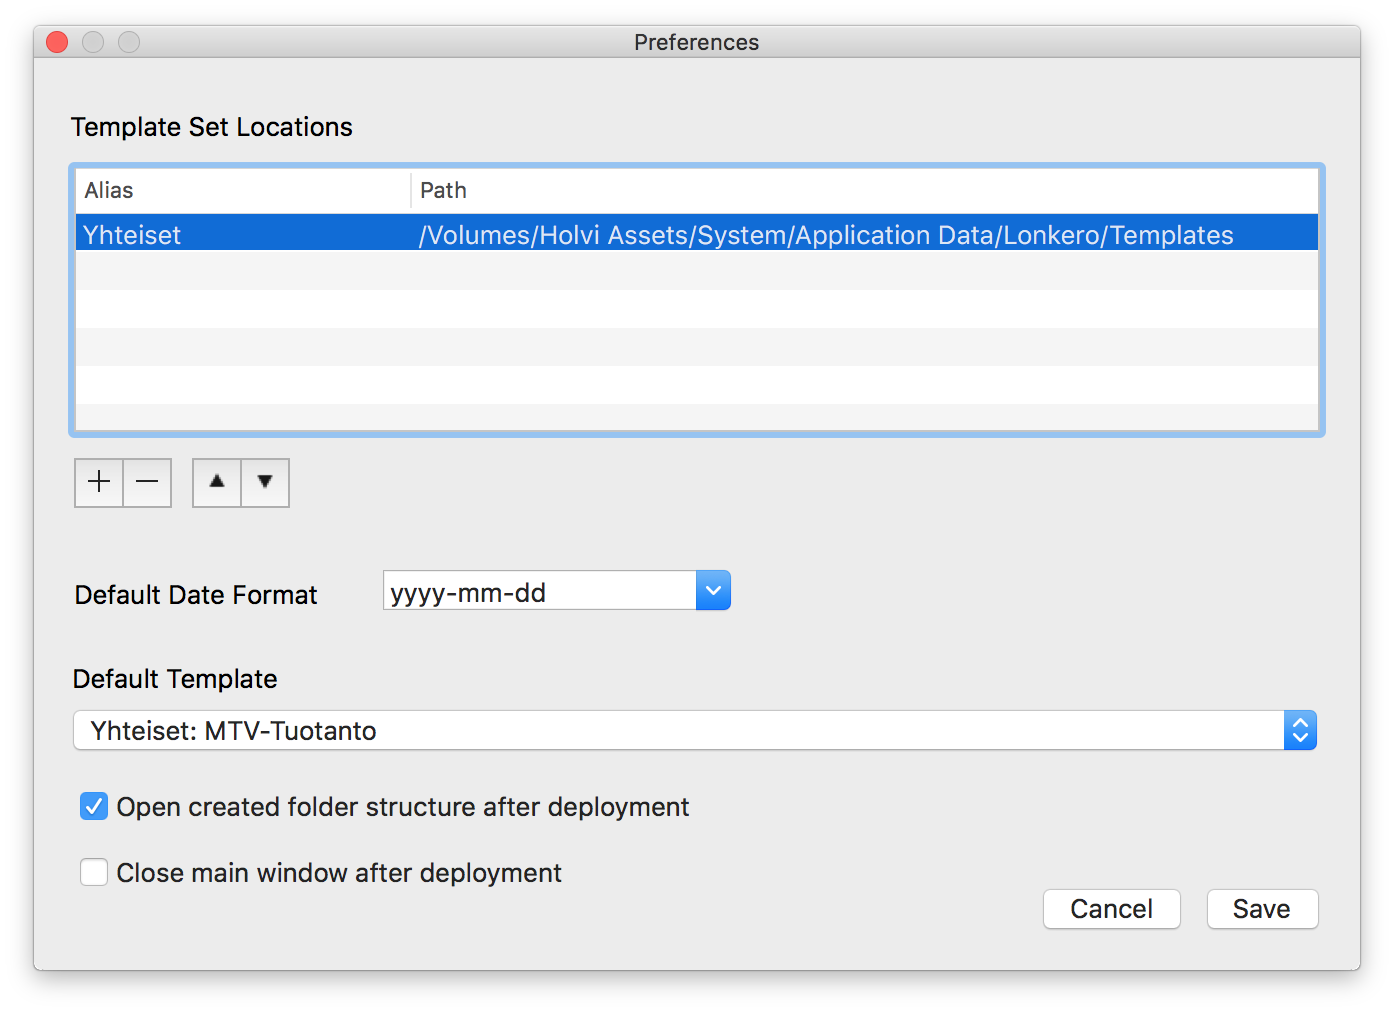 Preferences
Template Set Locations
Alias Path
Yhteiset /Volumes/Holvi Assets/System/Application Data/Lonkero/Templates
Default Date Format yyyy-mm-dd
Default Template
Yhteiset: MTV-Tuotanto
Open created folder structure after deployment
Close main window after deployment
Cancel Save